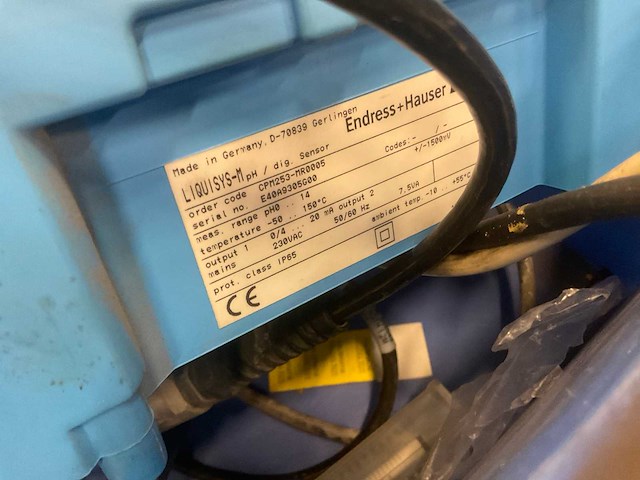 Made in Germany, D-70839 Gerlingen
Endress+Hauser
LIQUISYS-M pH / dig. Sensor
order code CPM253-MR0005
serial no. E40A9305G00
Codes: - / -
meas. range pH0 .. 14 +/-1500mV
temperature -50 .. 150°C
output 1 0/4 .. 20 mA output 2
mains 230VAC 50/60 Hz 7.5VA
prot. class IP65 ambient temp. -10 .. +55°C
CE